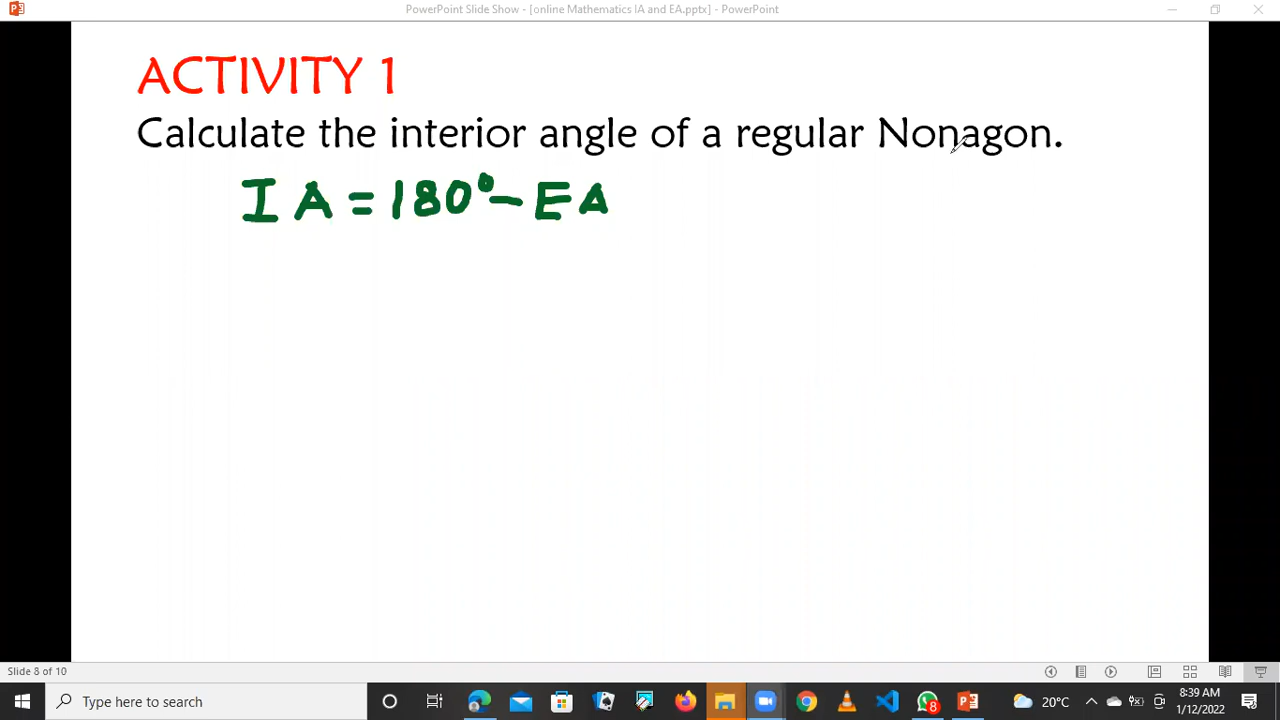 PowerPoint Slide Show - [online Mathematics IA and EA.pptx] - PowerPoint
ACTIVITY 1
Calculate the interior angle of a regular Nonagon.
IA = 180° - EA
Slide 8 of 10
Type here to search
8
20°C
8:39 AM
1/12/2022